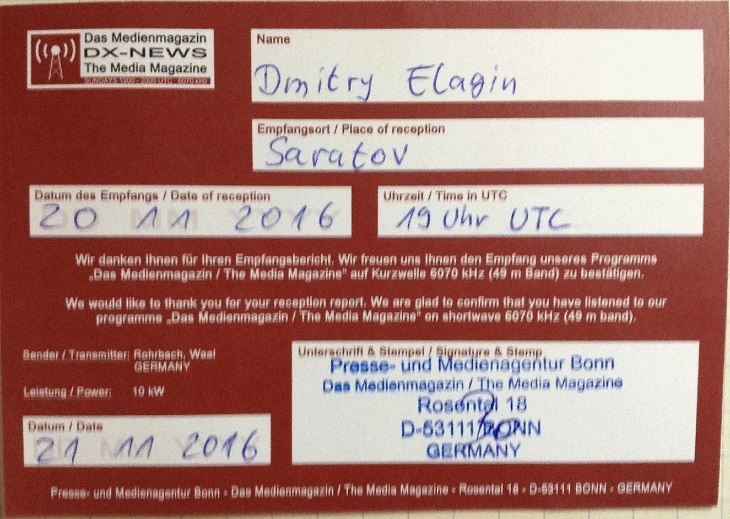 Das Medienmagazin
DX-NEWS
The Media Magazine
SUNDAYS 1900 - 2000 UTC 6070 kHz
Name
Dmitry Elagin
Empfangsort / Place of reception
Saratov
Datum des Empfangs / Date of reception
20 11 2016
Uhrzeit / Time in UTC
19 Uhr UTC
Wir danken Ihnen für Ihren Empfangsbericht. Wir freuen uns Ihnen den Empfang unseres Programms
„Das Medienmagazin / The Media Magazine" auf Kurzwelle 6070 kHz (49 m Band) zu bestätigen.
We would like to thank you for your reception report. We are glad to confirm that you have listened to our
programme „Das Medienmagazin / The Media Magazine" on shortwave 6070 kHz (49 m band).
Sender / Transmitter: Rohrbach, Waal
GERMANY
Leistung / Power: 10 kW
Datum / Date
21 11 2016
Unterschrift & Stempel / Signature & Stamp
Presse- und Medienagentur Bonn
Das Medienmagazin / The Media Magazine
Rosental 18
D-53111 BONN
GERMANY
Presse- und Medienagentur Bonn - Das Medienmagazin / The Media Magazine - Rosental 18 - D-53111 BONN - GERMANY